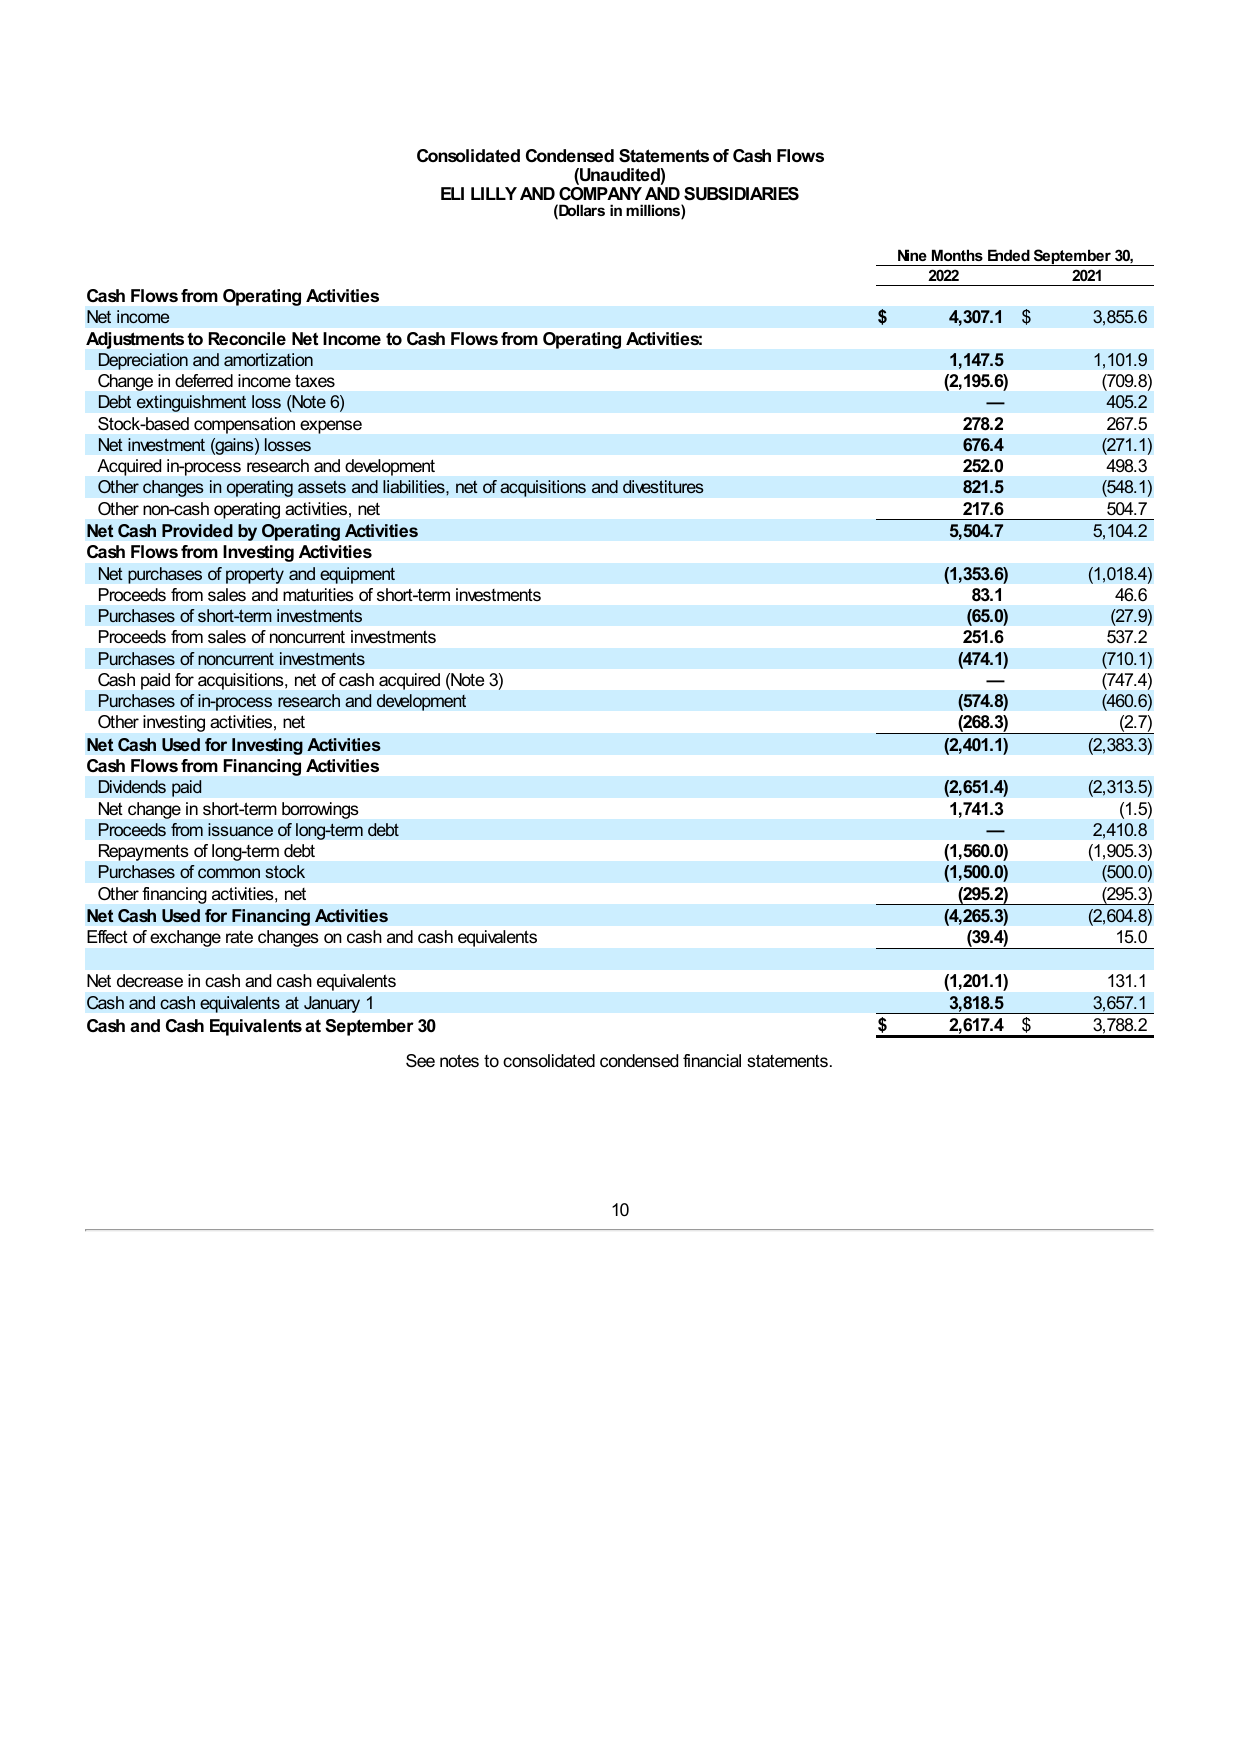 Consolidated Condensed Statements of Cash Flows
(Unaudited)
ELI LILLY AND COMPANY AND SUBSIDIARIES
(Dollars in millions)
Nine Months Ended September 30,
2022 2021
Cash Flows from Operating Activities
Net income $ 4,307.1 $ 3,855.6
Adjustments to Reconcile Net Income to Cash Flows from Operating Activities:
Depreciation and amortization 1,147.5 1,101.9
Change in deferred income taxes (2,195.6) (709.8)
Debt extinguishment loss (Note 6) — 405.2
Stock-based compensation expense 278.2 267.5
Net investment (gains) losses 676.4 (271.1)
Acquired in-process research and development 252.0 498.3
Other changes in operating assets and liabilities, net of acquisitions and divestitures 821.5 (548.1)
Other non-cash operating activities, net 217.6 504.7
Net Cash Provided by Operating Activities 5,504.7 5,104.2
Cash Flows from Investing Activities
Net purchases of property and equipment (1,353.6) (1,018.4)
Proceeds from sales and maturities of short-term investments 83.1 46.6
Purchases of short-term investments (65.0) (27.9)
Proceeds from sales of noncurrent investments 251.6 537.2
Purchases of noncurrent investments (474.1) (710.1)
Cash paid for acquisitions, net of cash acquired (Note 3) — (747.4)
Purchases of in-process research and development (574.8) (460.6)
Other investing activities, net (268.3) (2.7)
Net Cash Used for Investing Activities (2,401.1) (2,383.3)
Cash Flows from Financing Activities
Dividends paid (2,651.4) (2,313.5)
Net change in short-term borrowings 1,741.3 (1.5)
Proceeds from issuance of long-term debt — 2,410.8
Repayments of long-term debt (1,560.0) (1,905.3)
Purchases of common stock (1,500.0) (500.0)
Other financing activities, net (295.2) (295.3)
Net Cash Used for Financing Activities (4,265.3) (2,604.8)
Effect of exchange rate changes on cash and cash equivalents (39.4) 15.0
Net decrease in cash and cash equivalents (1,201.1) 131.1
Cash and cash equivalents at January 1 3,818.5 3,657.1
Cash and Cash Equivalents at September 30 $ 2,617.4 $ 3,788.2
See notes to consolidated condensed financial statements.
10